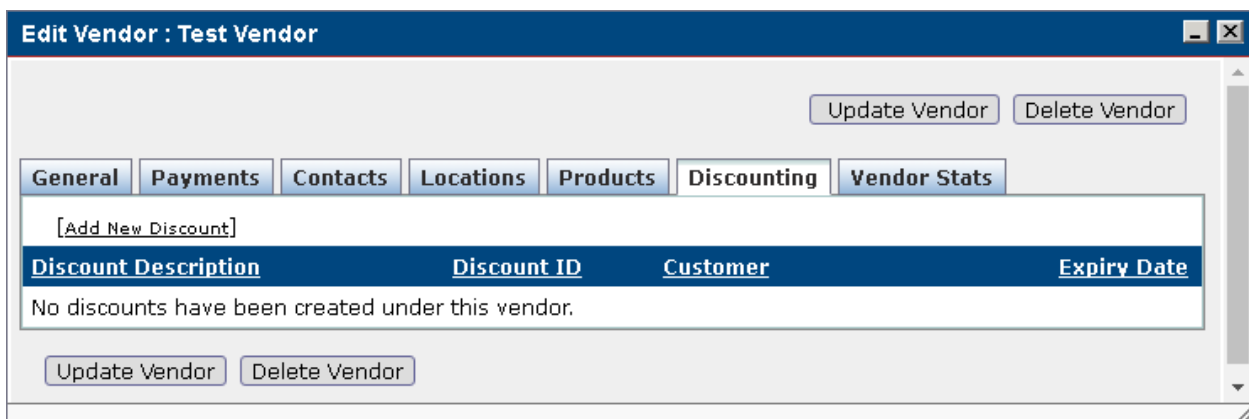 Edit Vendor : Test Vendor
Update Vendor Delete Vendor
General Payments Contacts Locations Products Discounting Vendor Stats
[Add New Discount]
Discount Description Discount ID Customer Expiry Date
No discounts have been created under this vendor.
Update Vendor Delete Vendor